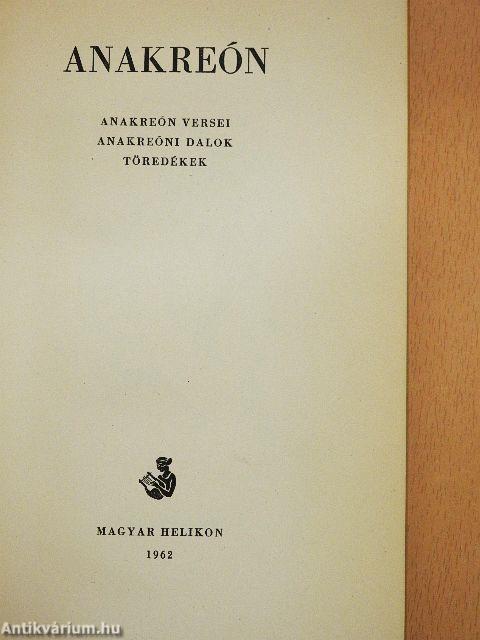 ANAKREÓN
ANAKREÓN VERSEI
ANAKREÓNI DALOK
TÖREDÉKEK
MAGYAR HELIKON
1962
Antikvárium.hu